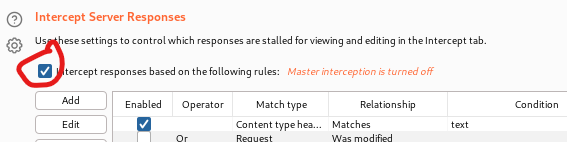 Intercept Server Responses
Use these settings to control which responses are stalled for viewing and editing in the Intercept tab.
Intercept responses based on the following rules: Master interception is turned off
Add
Enabled Operator Match type Relationship Condition
Edit
Content type hea... Matches text
Or Request Was modified